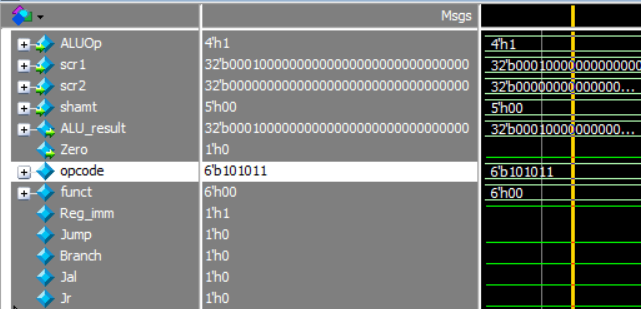 Msgs
ALUOp 4'h1 4'h1
scr1 32'b00010000000000000000000000000000 32'b00010000000000000
scr2 32'b00000000000000000000000000000000 32'b00000000000000...
shamt 5'h00 5'h00
ALU_result 32'b00010000000000000000000000000000 32'b00010000000000...
Zero 1'h0
opcode 6'b101011 6'b101011
funct 6'h00 6'h00
Reg_imm 1'h1
Jump 1'h0
Branch 1'h0
Jal 1'h0
Jr 1'h0